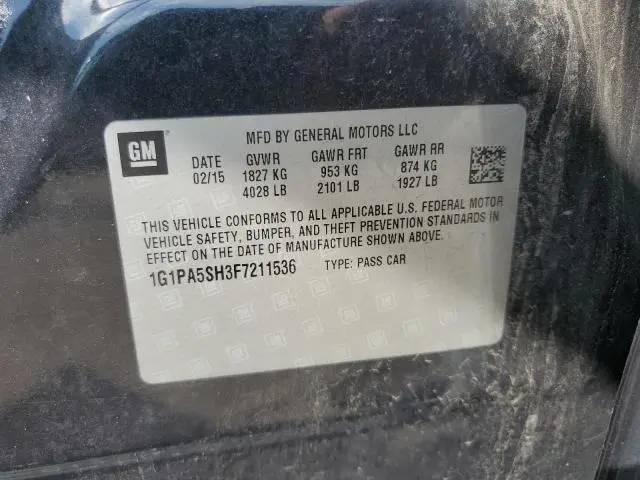 GM
MFD BY GENERAL MOTORS LLC
DATE GVWR GAWR FRT GAWR RR
02/15 1827 KG 953 KG 874 KG
4028 LB 2101 LB 1927 LB
THIS VEHICLE CONFORMS TO ALL APPLICABLE U.S. FEDERAL MOTOR
VEHICLE SAFETY, BUMPER, AND THEFT PREVENTION STANDARDS IN
EFFECT ON THE DATE OF MANUFACTURE SHOWN ABOVE.
1G1PA5SH3F7211536 TYPE: PASS CAR